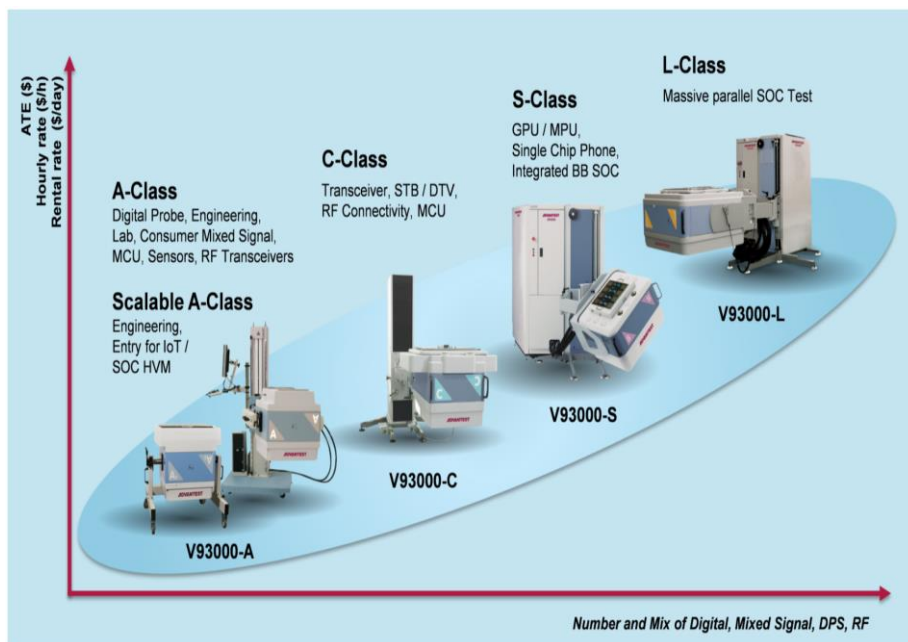 ATE ($)
Hourly rate ($/h)
Rental rate ($/day)
L-Class
Massive parallel SOC Test
S-Class
GPU / MPU,
Single Chip Phone,
Integrated BB SOC
C-Class
Transceiver, STB / DTV,
RF Connectivity, MCU
A-Class
Digital Probe, Engineering,
Lab, Consumer Mixed Signal,
MCU, Sensors, RF Transceivers
Scalable A-Class
Engineering,
Entry for IoT /
SOC HVM
V93000-L
V93000-S
V93000-C
V93000-A
ADVANTEST
ADVANTEST
ADVANTEST
A
C
Number and Mix of Digital, Mixed Signal, DPS, RF